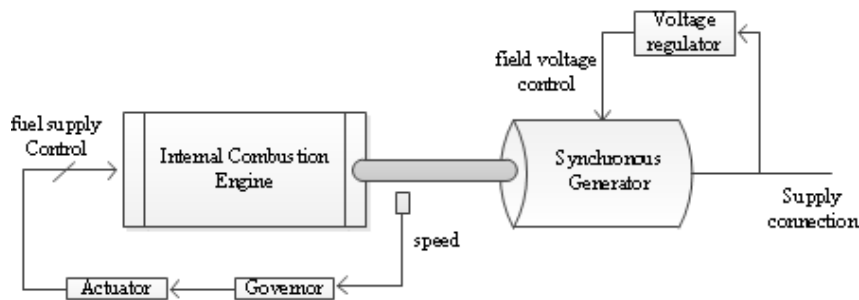 Voltage
regulator
field voltage
control
fuel supply
Control
Internal Combustion
Engine
Synchronous
Generator
Supply
connection
speed
Actuator
Governor